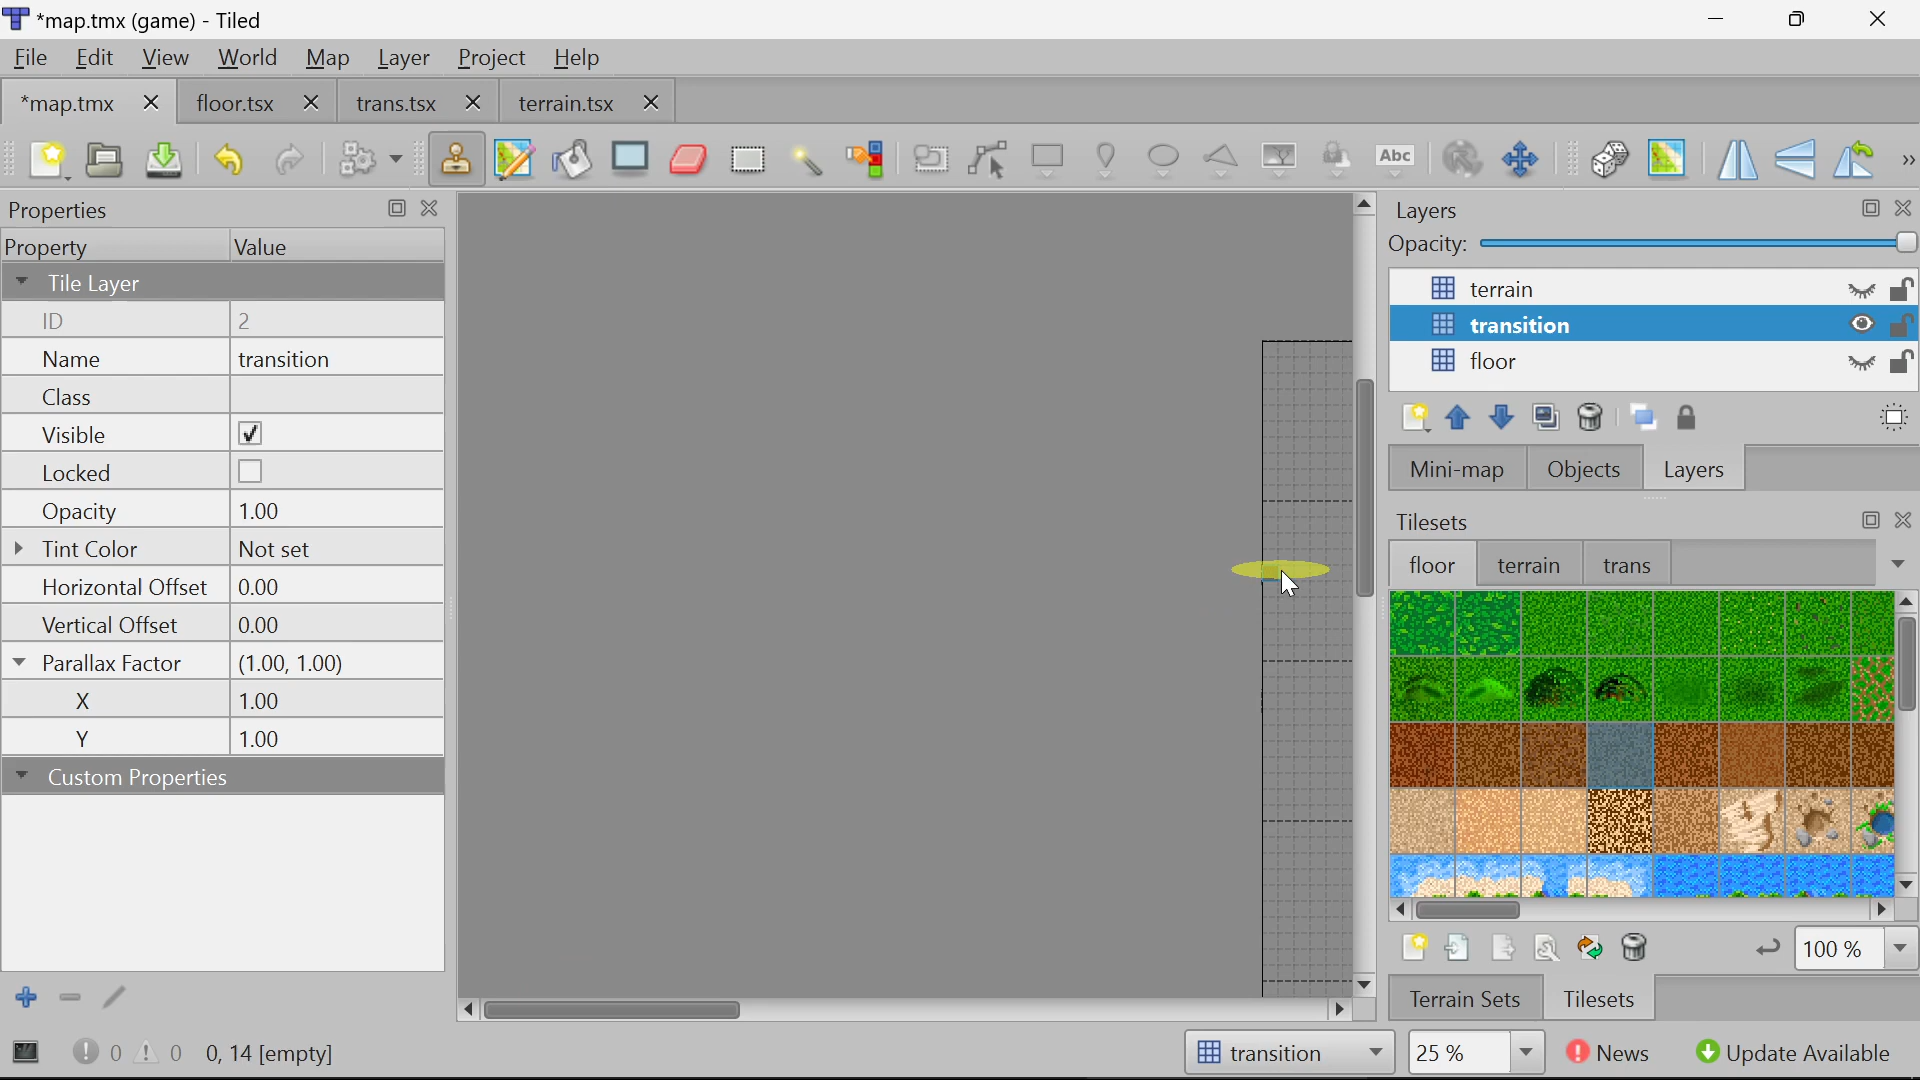 *map.tmx (game) - Tiled
File Edit View World Map Layer Project Help
*map.tmx floor.tsx trans.tsx terrain.tsx
Abc
Properties
Property Value
Tile Layer
ID 2
Name transition
Class
Visible
Locked
Opacity 1.00
Tint Color Not set
Horizontal Offset 0.00
Vertical Offset 0.00
Parallax Factor (1.00, 1.00)
X 1.00
Y 1.00
Custom Properties
Layers
Opacity:
terrain
transition
floor
Mini-map Objects Layers
Tilesets
floor terrain trans
100 %
Terrain Sets Tilesets
0 0 0, 14 [empty]
transition 25 % News Update Available